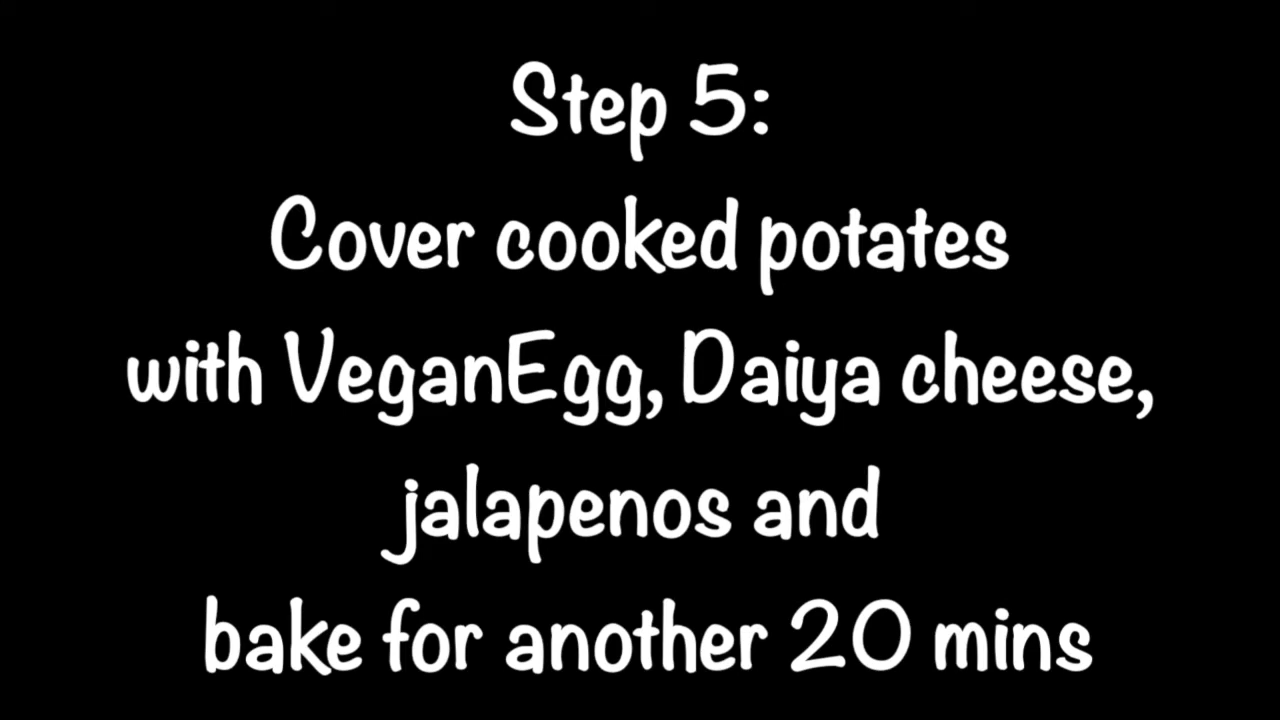 Step 5:
Cover cooked potates
with VeganEgg, Daiya cheese,
jalapenos and
bake for another 20 mins